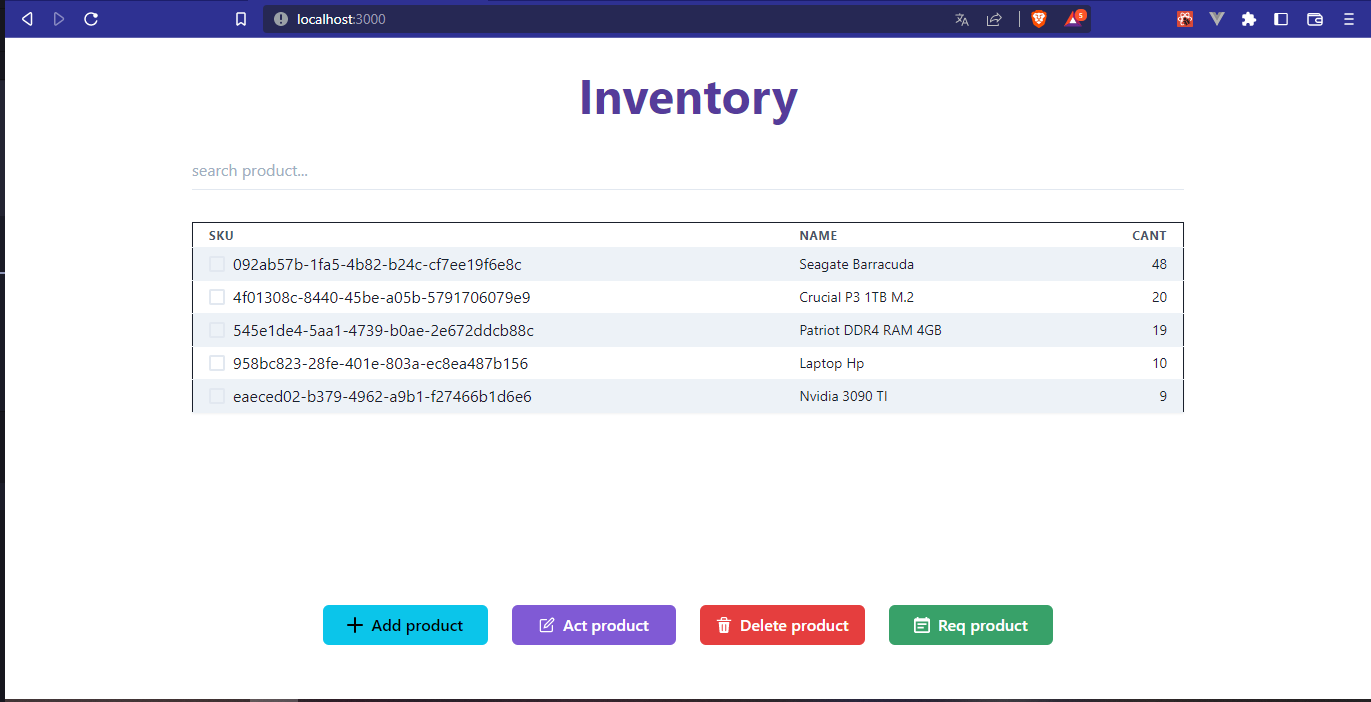 localhost:3000
5
Inventory
search product...
SKU NAME CANT
092ab57b-1fa5-4b82-b24c-cf7ee19f6e8c Seagate Barracuda 48
4f01308c-8440-45be-a05b-5791706079e9 Crucial P3 1TB M.2 20
545e1de4-5aa1-4739-b0ae-2e672ddcb88c Patriot DDR4 RAM 4GB 19
958bc823-28fe-401e-803a-ec8ea487b156 Laptop Hp 10
eaeced02-b379-4962-a9b1-f27466b1d6e6 Nvidia 3090 TI 9
Add product Act product Delete product Req product